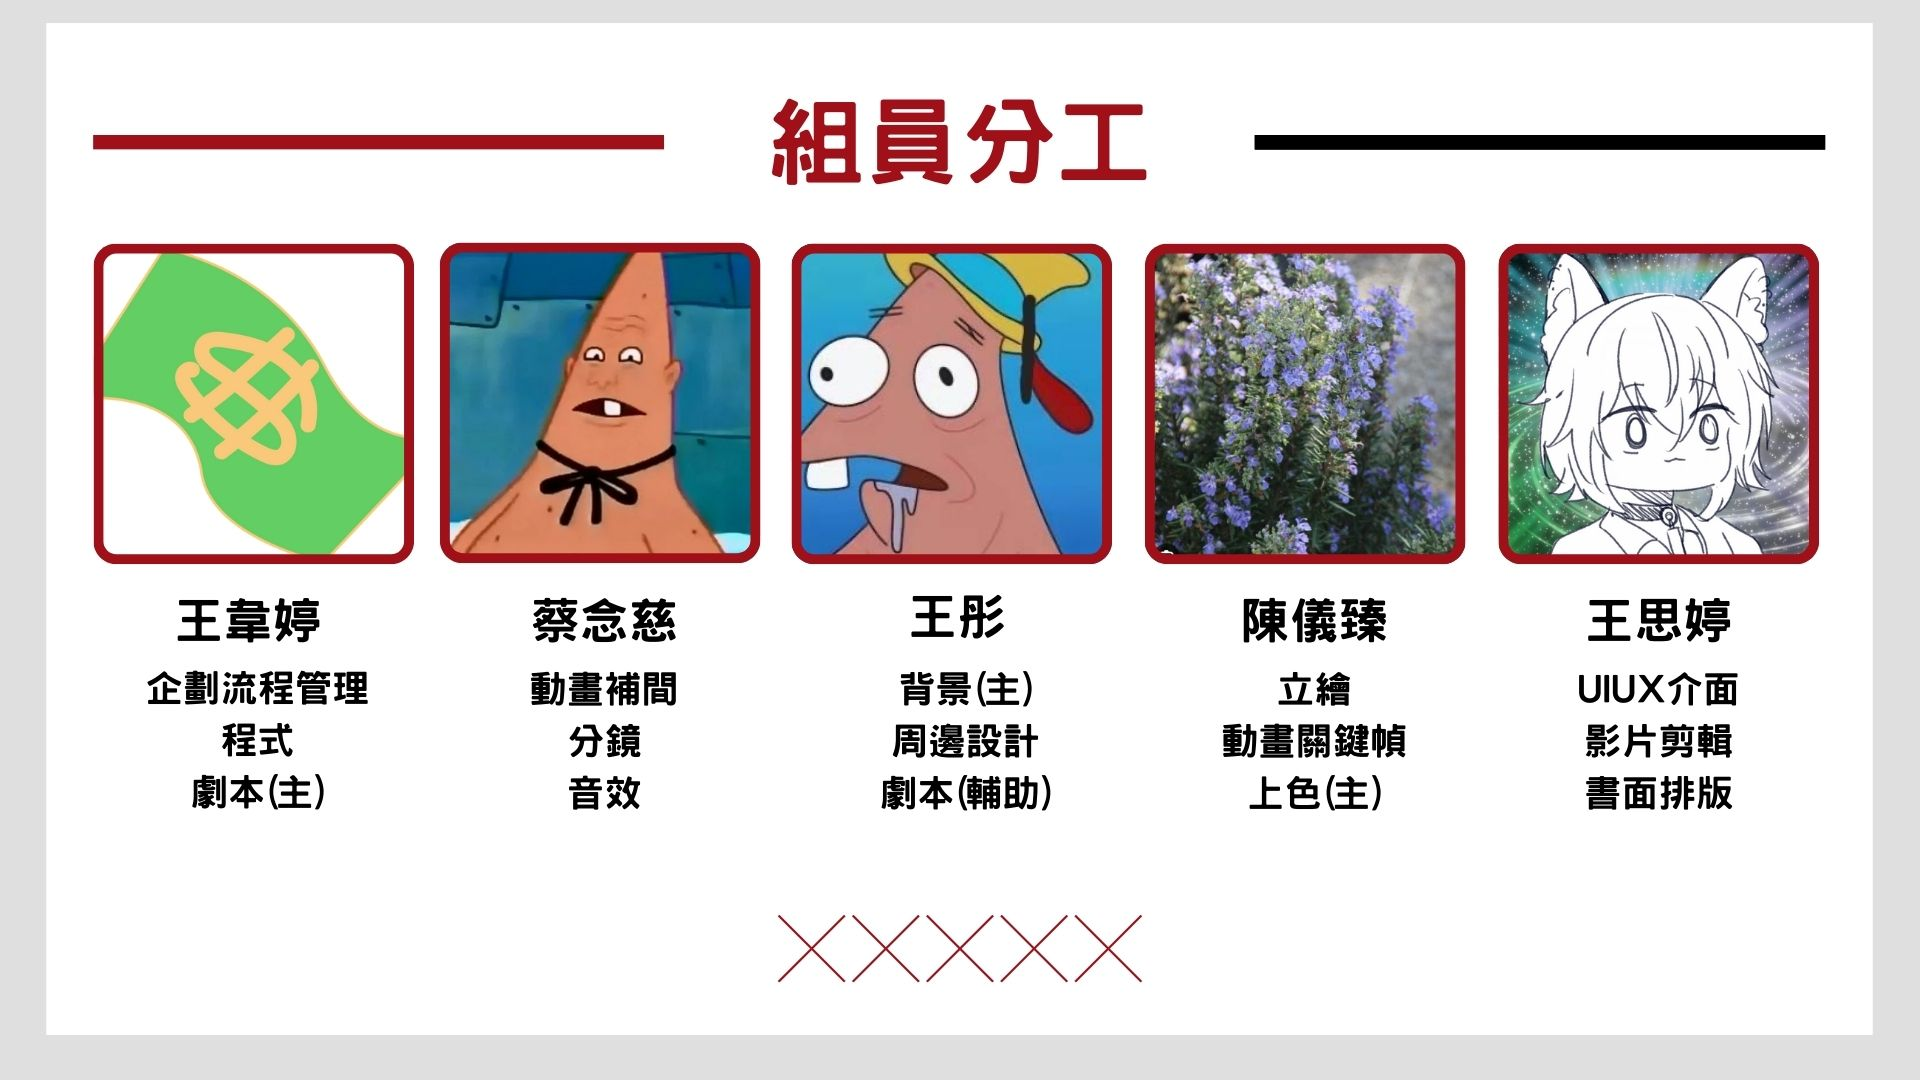 組員分工
王韋婷
企劃流程管理
程式
劇本(主)
蔡念慈
動畫補間
分鏡
音效
王彤
背景(主)
周邊設計
劇本(輔助)
陳儀臻
立繪
動畫關鍵幀
上色(主)
王思婷
UIUX介面
影片剪輯
書面排版